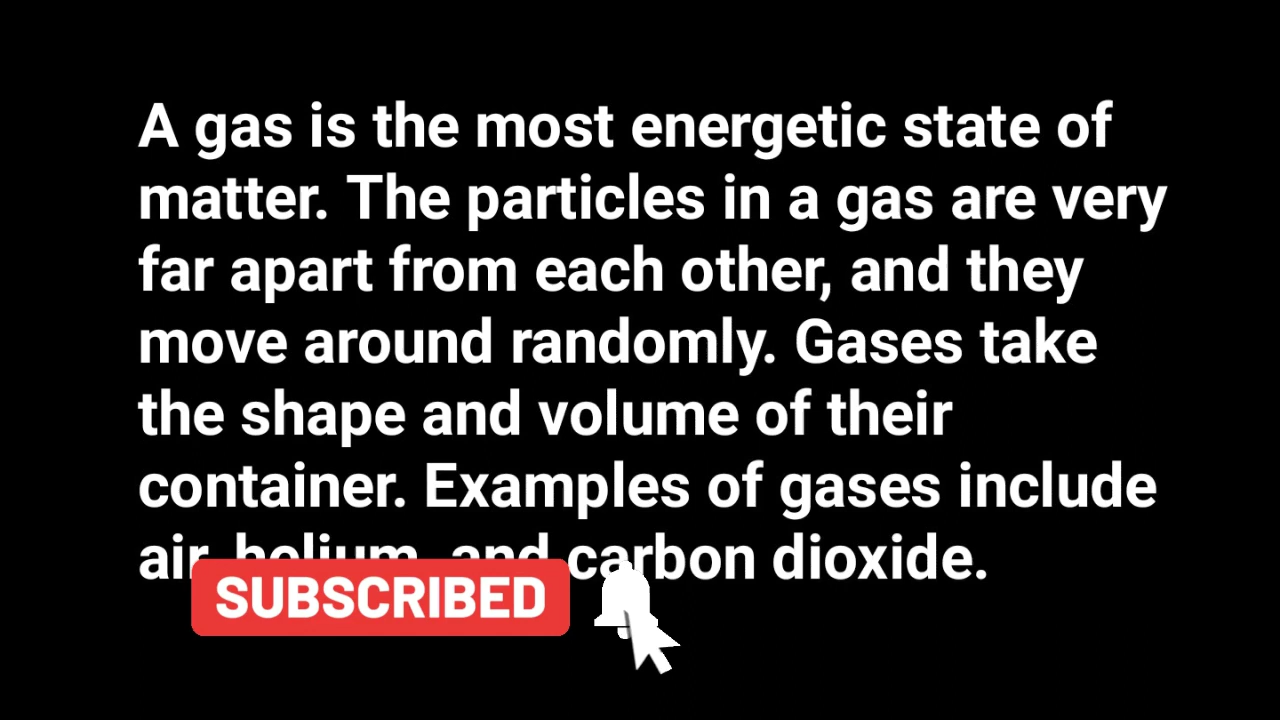 A gas is the most energetic state of
matter. The particles in a gas are very
far apart from each other, and they
move around randomly. Gases take
the shape and volume of their
container. Examples of gases include
air, helium, and carbon dioxide.
SUBSCRIBED